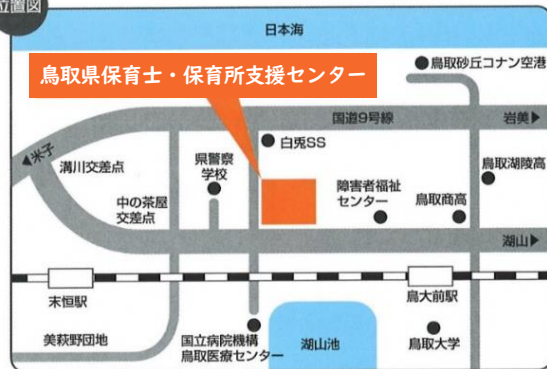 位置図
日本海
鳥取砂丘コナン空港
鳥取県保育士・保育所支援センター
国道9号線
岩美▶
◀米子
白兎SS
溝川交差点
県警察
学校
鳥取湖陵高
中の茶屋
交差点
障害者福祉
センター
鳥取商高
湖山▶
末恒駅
鳥大前駅
美萩野団地
国立病院機構
鳥取医療センター
湖山池
鳥取大学